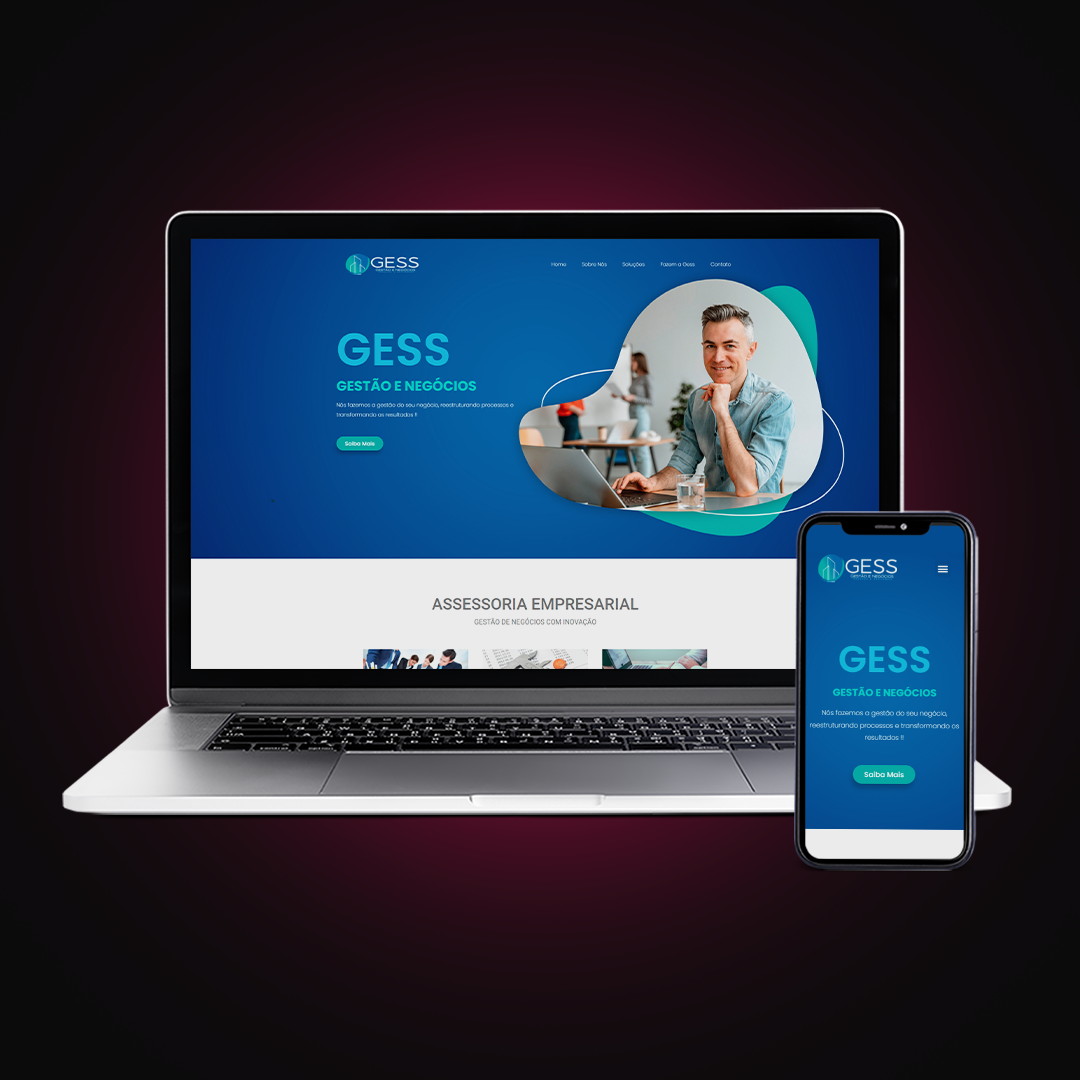 GESS
GESTÃO E NEGÓCIOS
Home Sobre Nós Soluções Fazem a Gess Contato
GESS
GESTÃO E NEGÓCIOS
Nós fazemos a gestão do seu negócio, reestruturando processos e
transformando os resultados !!
Saiba Mais
ASSESSORIA EMPRESARIAL
GESTÃO DE NEGÓCIOS COM INOVAÇÃO
GESS
GESTÃO E NEGÓCIOS
GESS
GESTÃO E NEGÓCIOS
Nós fazemos a gestão do seu negócio,
reestruturando processos e transformando os
resultados !!
Saiba Mais